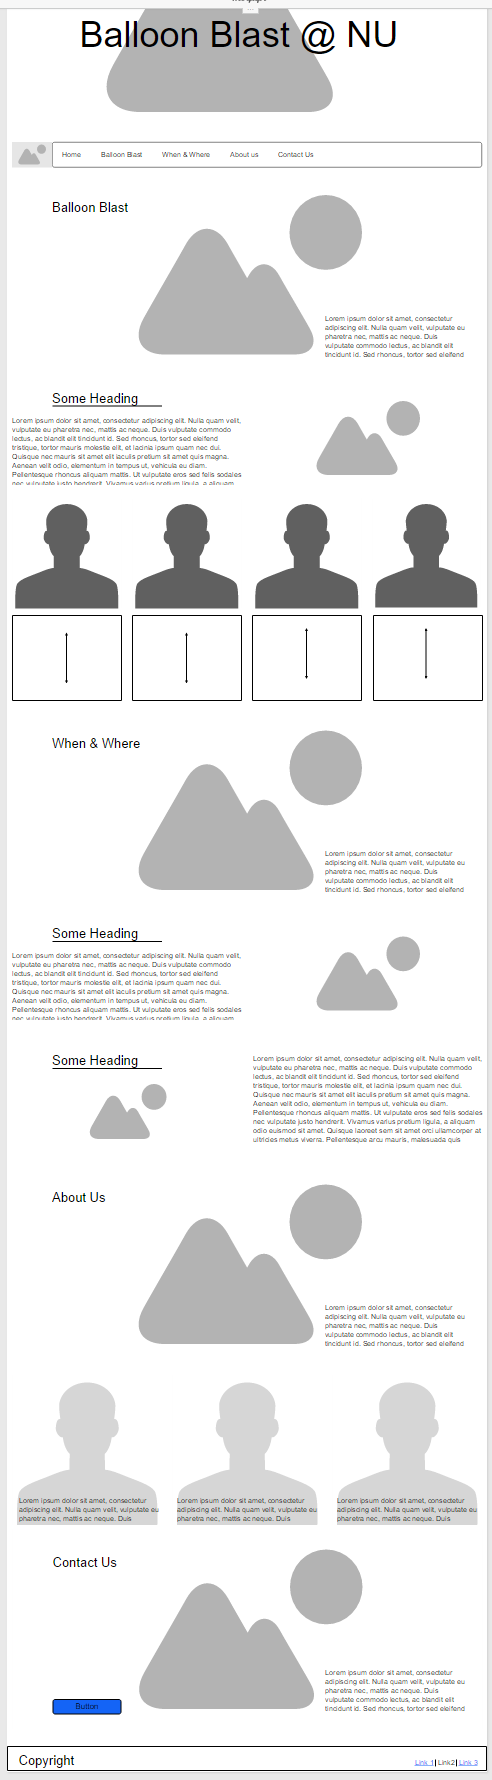 Balloon Blast @ NU
Home Balloon Blast When & Where About us Contact Us
Balloon Blast
Lorem ipsum dolor sit amet, consectetur
adipiscing elit. Nulla quam velit, vulputate eu
pharetra nec, mattis ac neque. Duis
vulputate commodo lectus, ac blandit elit
tincidunt id. Sed rhoncus, tortor sed eleifend
Some Heading
Lorem ipsum dolor sit amet, consectetur adipiscing elit. Nulla quam velit,
vulputate eu pharetra nec, mattis ac neque. Duis vulputate commodo
lectus, ac blandit elit tincidunt id. Sed rhoncus, tortor sed eleifend
tristique, tortor mauris molestie elit, et lacinia ipsum quam nec dui.
Quisque nec mauris sit amet elit iaculis pretium sit amet quis magna.
Aenean velit odio, elementum in tempus ut, vehicula eu diam.
Pellentesque rhoncus aliquam mattis. Ut vulputate eros sed felis sodales
nec vulputate justo hendrerit. Vivamus varius pretium ligula, a aliquam
When & Where
Lorem ipsum dolor sit amet, consectetur
adipiscing elit. Nulla quam velit, vulputate eu
pharetra nec, mattis ac neque. Duis
vulputate commodo lectus, ac blandit elit
tincidunt id. Sed rhoncus, tortor sed eleifend
Some Heading
Lorem ipsum dolor sit amet, consectetur adipiscing elit. Nulla quam velit,
vulputate eu pharetra nec, mattis ac neque. Duis vulputate commodo
lectus, ac blandit elit tincidunt id. Sed rhoncus, tortor sed eleifend
tristique, tortor mauris molestie elit, et lacinia ipsum quam nec dui.
Quisque nec mauris sit amet elit iaculis pretium sit amet quis magna.
Aenean velit odio, elementum in tempus ut, vehicula eu diam.
Pellentesque rhoncus aliquam mattis. Ut vulputate eros sed felis sodales
nec vulputate justo hendrerit. Vivamus varius pretium ligula, a aliquam
Some Heading
Lorem ipsum dolor sit amet, consectetur adipiscing elit. Nulla quam velit,
vulputate eu pharetra nec, mattis ac neque. Duis vulputate commodo
lectus, ac blandit elit tincidunt id. Sed rhoncus, tortor sed eleifend
tristique, tortor mauris molestie elit, et lacinia ipsum quam nec dui.
Quisque nec mauris sit amet elit iaculis pretium sit amet quis magna.
Aenean velit odio, elementum in tempus ut, vehicula eu diam.
Pellentesque rhoncus aliquam mattis. Ut vulputate eros sed felis sodales
nec vulputate justo hendrerit. Vivamus varius pretium ligula, a aliquam
odio euismod sit amet. Quisque laoreet sem sit amet orci ullamcorper at
ultricies metus viverra. Pellentesque arcu mauris, malesuada quis
About Us
Lorem ipsum dolor sit amet, consectetur
adipiscing elit. Nulla quam velit, vulputate eu
pharetra nec, mattis ac neque. Duis
vulputate commodo lectus, ac blandit elit
tincidunt id. Sed rhoncus, tortor sed eleifend
Lorem ipsum dolor sit amet, consectetur
adipiscing elit. Nulla quam velit, vulputate eu
pharetra nec, mattis ac neque. Duis
Lorem ipsum dolor sit amet, consectetur
adipiscing elit. Nulla quam velit, vulputate eu
pharetra nec, mattis ac neque. Duis
Lorem ipsum dolor sit amet, consectetur
adipiscing elit. Nulla quam velit, vulputate eu
pharetra nec, mattis ac neque. Duis
Contact Us
Lorem ipsum dolor sit amet, consectetur
adipiscing elit. Nulla quam velit, vulputate eu
pharetra nec, mattis ac neque. Duis
vulputate commodo lectus, ac blandit elit
tincidunt id. Sed rhoncus, tortor sed eleifend
Button
Copyright Link 1| Link2| Link 3